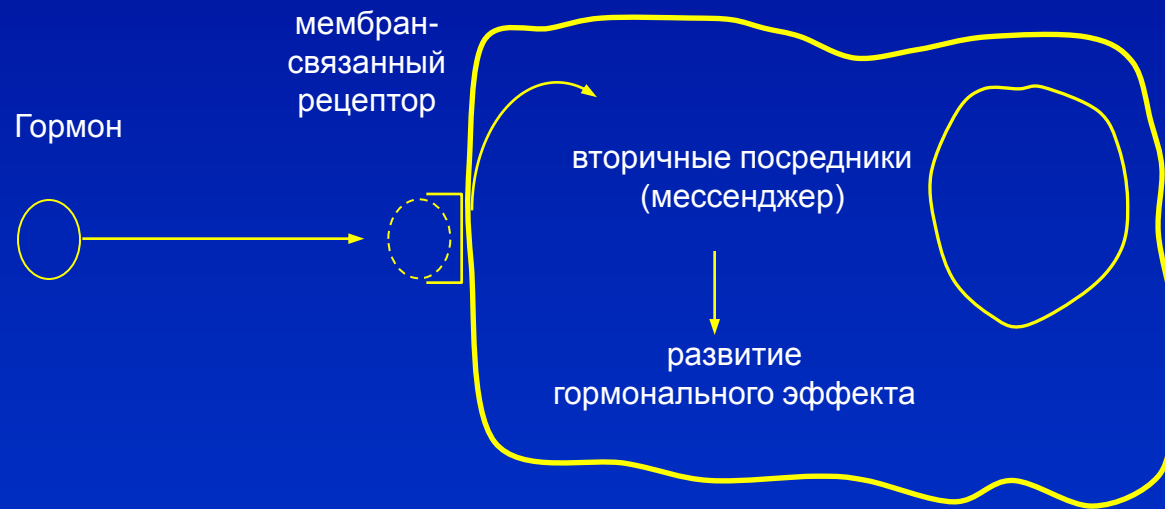 мембран-
связанный
рецептор
Гормон
вторичные посредники
(мессенджер)
развитие
гормонального эффекта